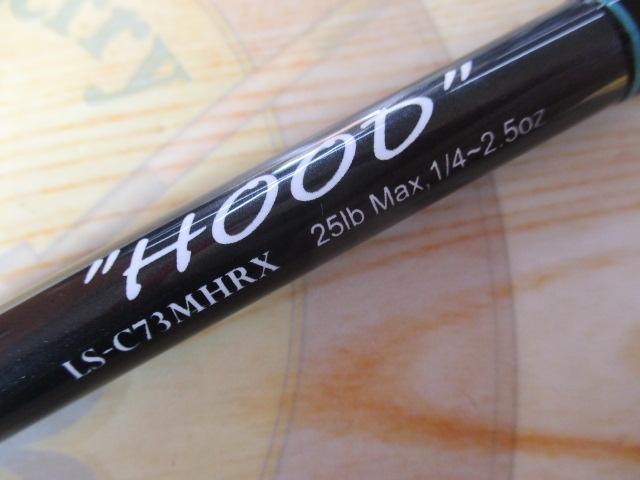 "HOOD"
25lb Max, 1/4~2.5oz
LS-C73MHRX